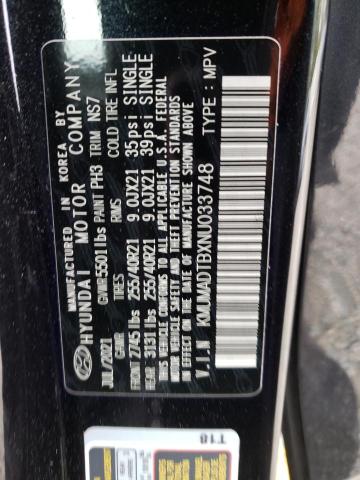 MANUFACTURED IN KOREA BY
HYUNDAI MOTOR COMPANY
JUL/2021 GVWR 5501 lbs PAINT PH3 TRIM NS7
GAWR RIMS COLD TIRE INFL
FRONT 2745 lbs 255/40R21 9.0JX21 35psi SINGLE
REAR 3131 lbs 255/40R21 9.0JX21 39psi SINGLE
THIS VEHICLE CONFORMS TO ALL APPLICABLE U.S.A. FEDERAL
MOTOR VEHICLE SAFETY AND THEFT PREVENTION STANDARDS
IN EFFECT ON THE DATE OF MANUFACTURE SHOWN ABOVE
V.I.N KMUMADTBXNU033748 TYPE : MPV
T18